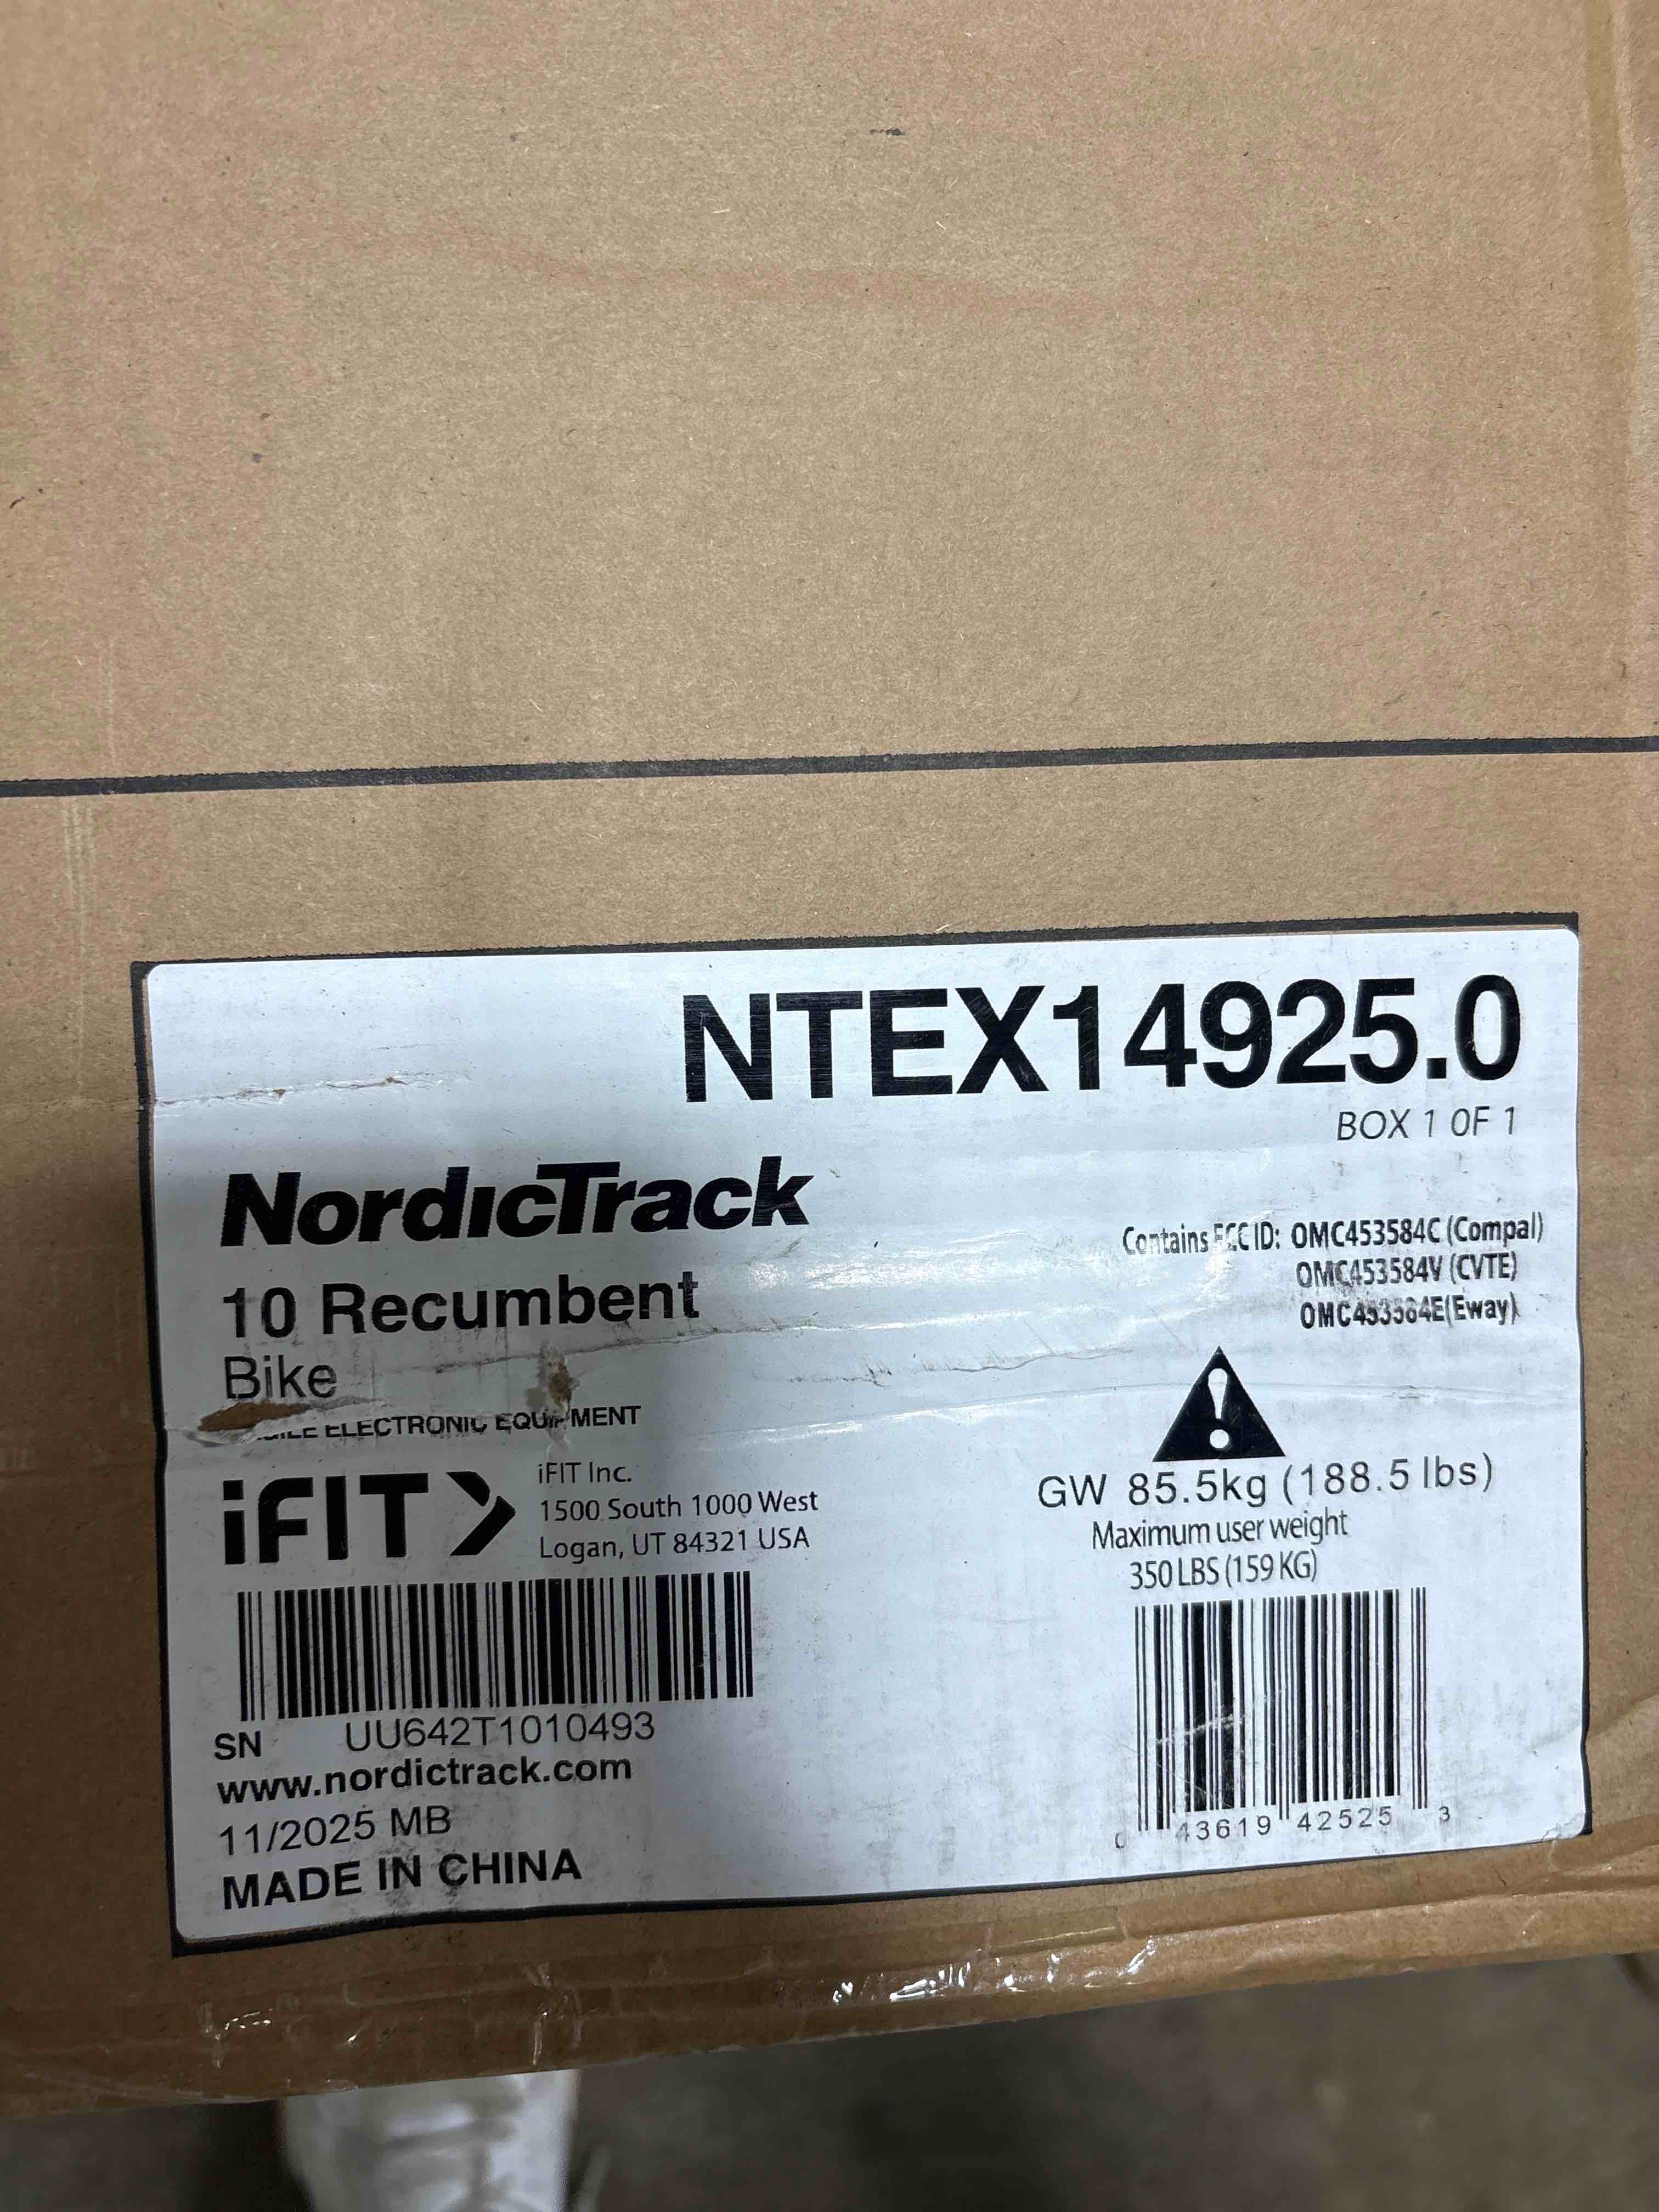 NTEX14925.0
BOX 1 OF 1
NordicTrack
10 Recumbent
Bike
ELECTRONIC EQUIPMENT
Contains FCC ID: OMC453584C (Compal)
OMC453584V (CVTE)
OMC453584E(Eway)
iFIT
iFIT Inc.
1500 South 1000 West
Logan, UT 84321 USA
GW 85.5kg (188.5 lbs)
Maximum user weight
350 LBS (159 KG)
SN UU642T1010493
www.nordictrack.com
11/2025 MB
MADE IN CHINA
0 43619 42525 3